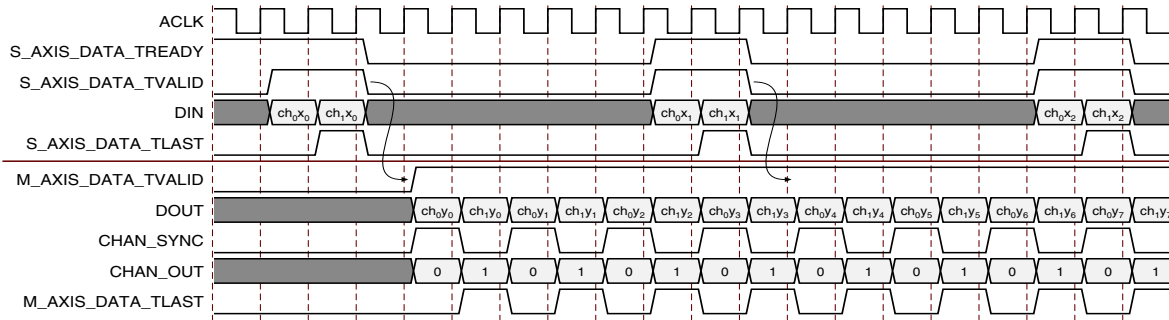 ACLK
S_AXIS_DATA_TREADY
S_AXIS_DATA_TVALID
DIN ch₀x₀ ch₁x₀ ch₀x₁ ch₁x₁ ch₀x₂ ch₁x₂
S_AXIS_DATA_TLAST
M_AXIS_DATA_TVALID
DOUT ch₀y₀ ch₁y₀ ch₀y₁ ch₁y₁ ch₀y₂ ch₁y₂ ch₀y₃ ch₁y₃ ch₀y₄ ch₁y₄ ch₀y₅ ch₁y₅ ch₀y₆ ch₁y₆ ch₀y₇ ch₁y₇
CHAN_SYNC
CHAN_OUT 0 1 0 1 0 1 0 1 0 1 0 1 0 1 0 1
M_AXIS_DATA_TLAST